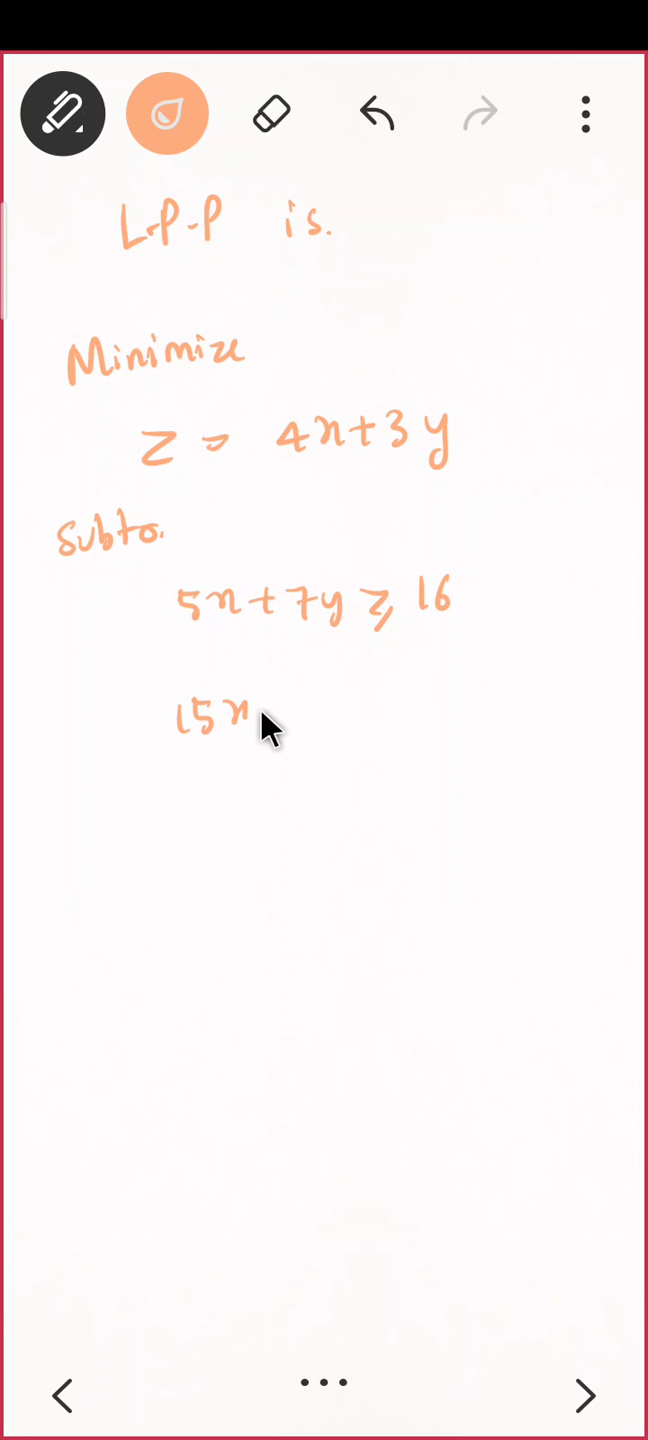 L.P.P is.
Minimize
Z = 4x+3y
Subto.
5x+7y ≥ 16
15x